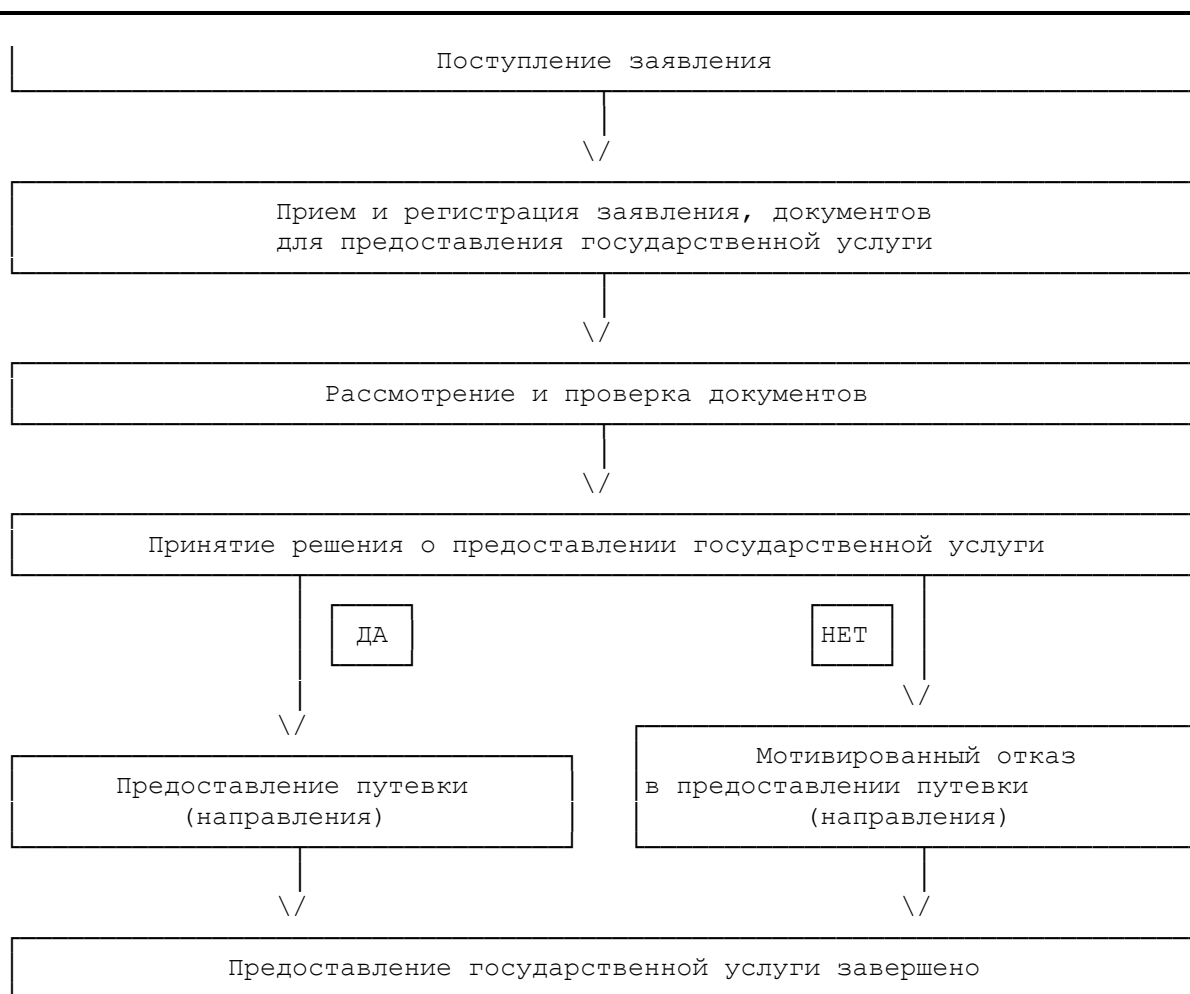 Поступление заявления
\/
Прием и регистрация заявления, документов
для предоставления государственной услуги
\/
Рассмотрение и проверка документов
\/
Принятие решения о предоставлении государственной услуги
ДА
НЕТ
\/
\/
Предоставление путевки
(направления)
Мотивированный отказ
в предоставлении путевки
(направления)
\/
\/
Предоставление государственной услуги завершено